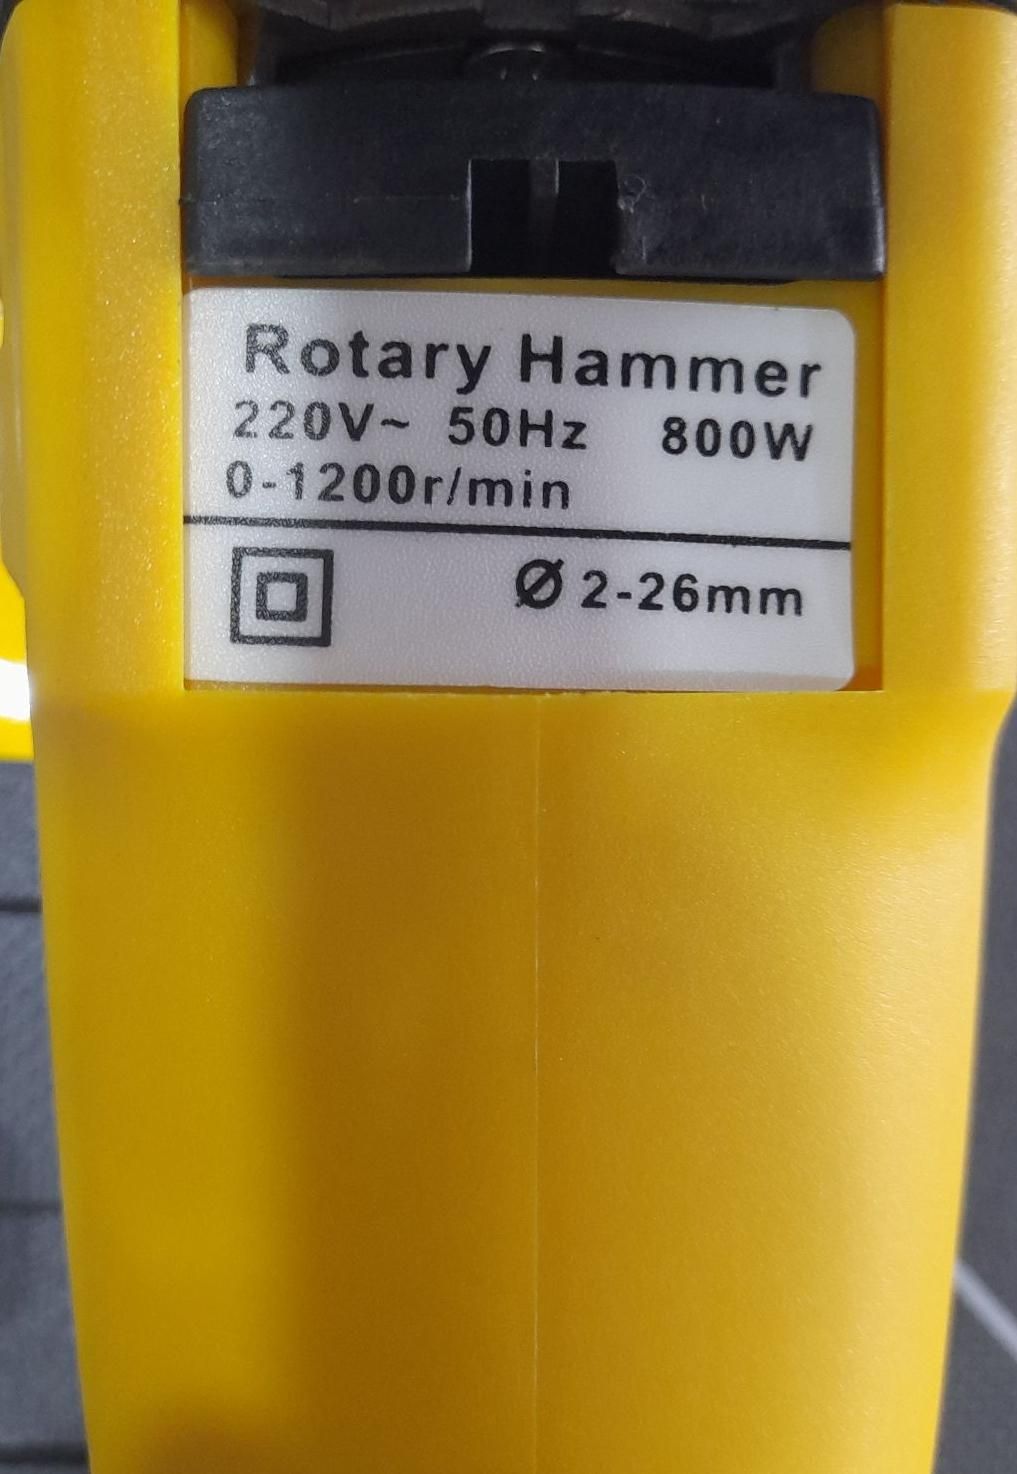 Rotary Hammer
220V~ 50Hz 800W
0-1200r/min
Ø 2-26mm